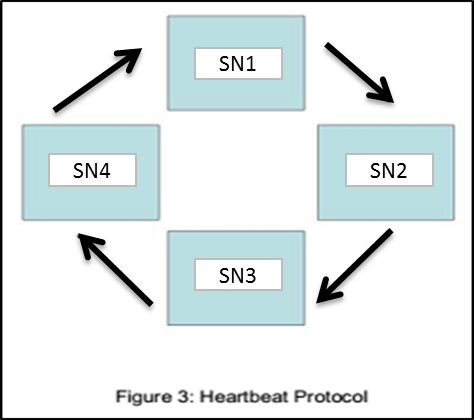 SN1
SN4
SN2
SN3
Figure 3: Heartbeat Protocol